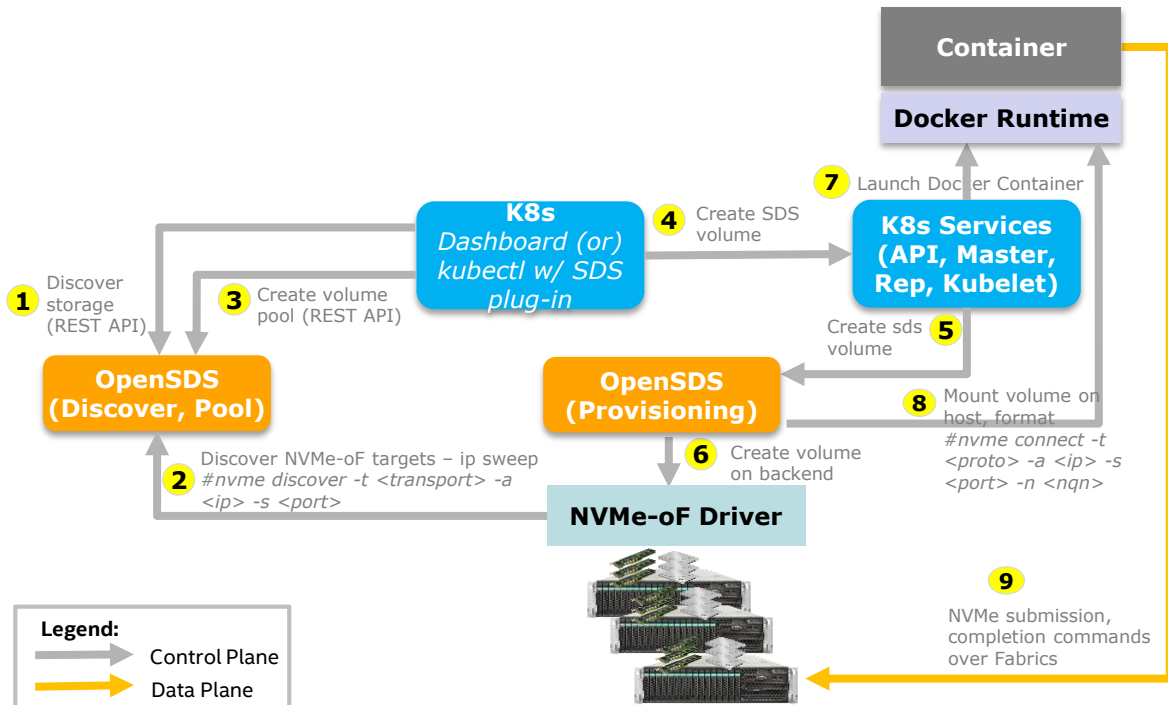 Container
Docker Runtime
7 Launch Docker Container
K8s
Dashboard (or)
kubectl w/ SDS
plug-in
4 Create SDS
volume
K8s Services
(API, Master,
Rep, Kubelet)
1 Discover
storage
(REST API)
3 Create volume
pool (REST API)
Create sds
volume
5
OpenSDS
(Discover, Pool)
OpenSDS
(Provisioning)
8 Mount volume on
host, format
#nvme connect -t
<proto> -a <ip> -s
<port> -n <nqn>
6 Create volume
on backend
2 Discover NVMe-oF targets – ip sweep
#nvme discover -t <transport> -a
<ip> -s <port>
NVMe-oF Driver
9
NVMe submission,
completion commands
over Fabrics
Legend:
Control Plane
Data Plane